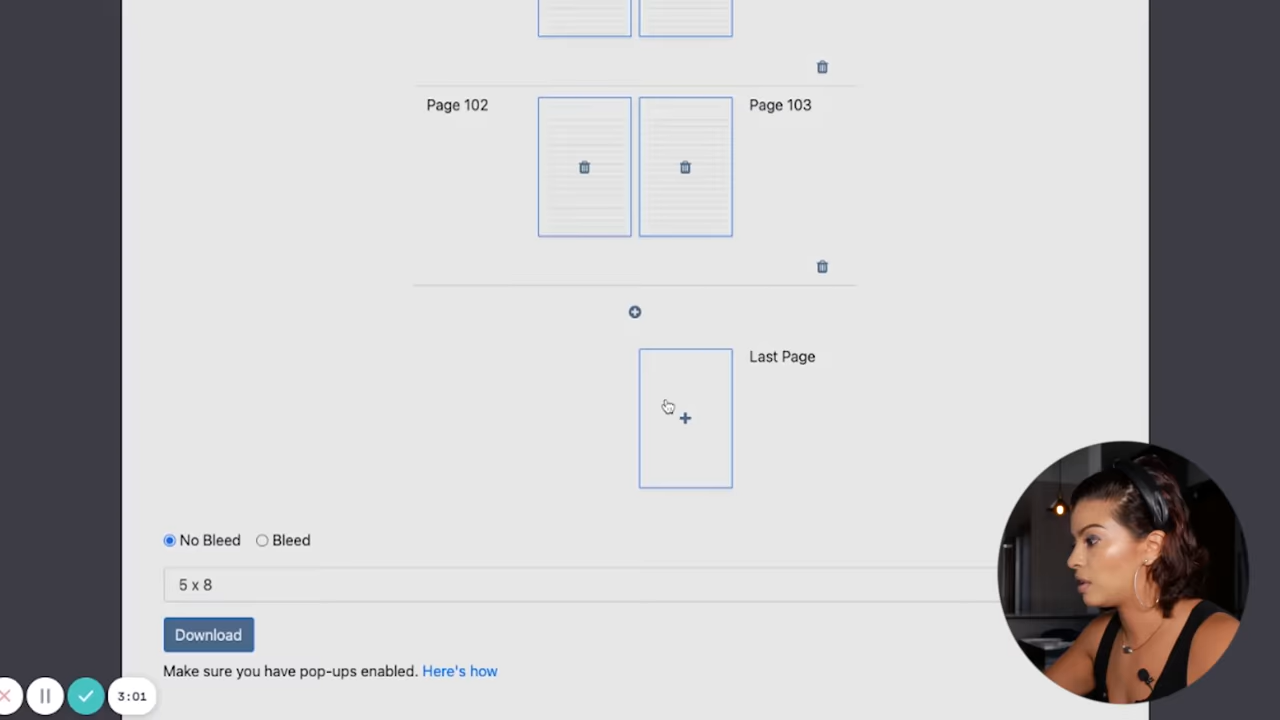 Page 102
Page 103
Last Page
No Bleed
Bleed
5 x 8
Download
Make sure you have pop-ups enabled. Here's how
3:01